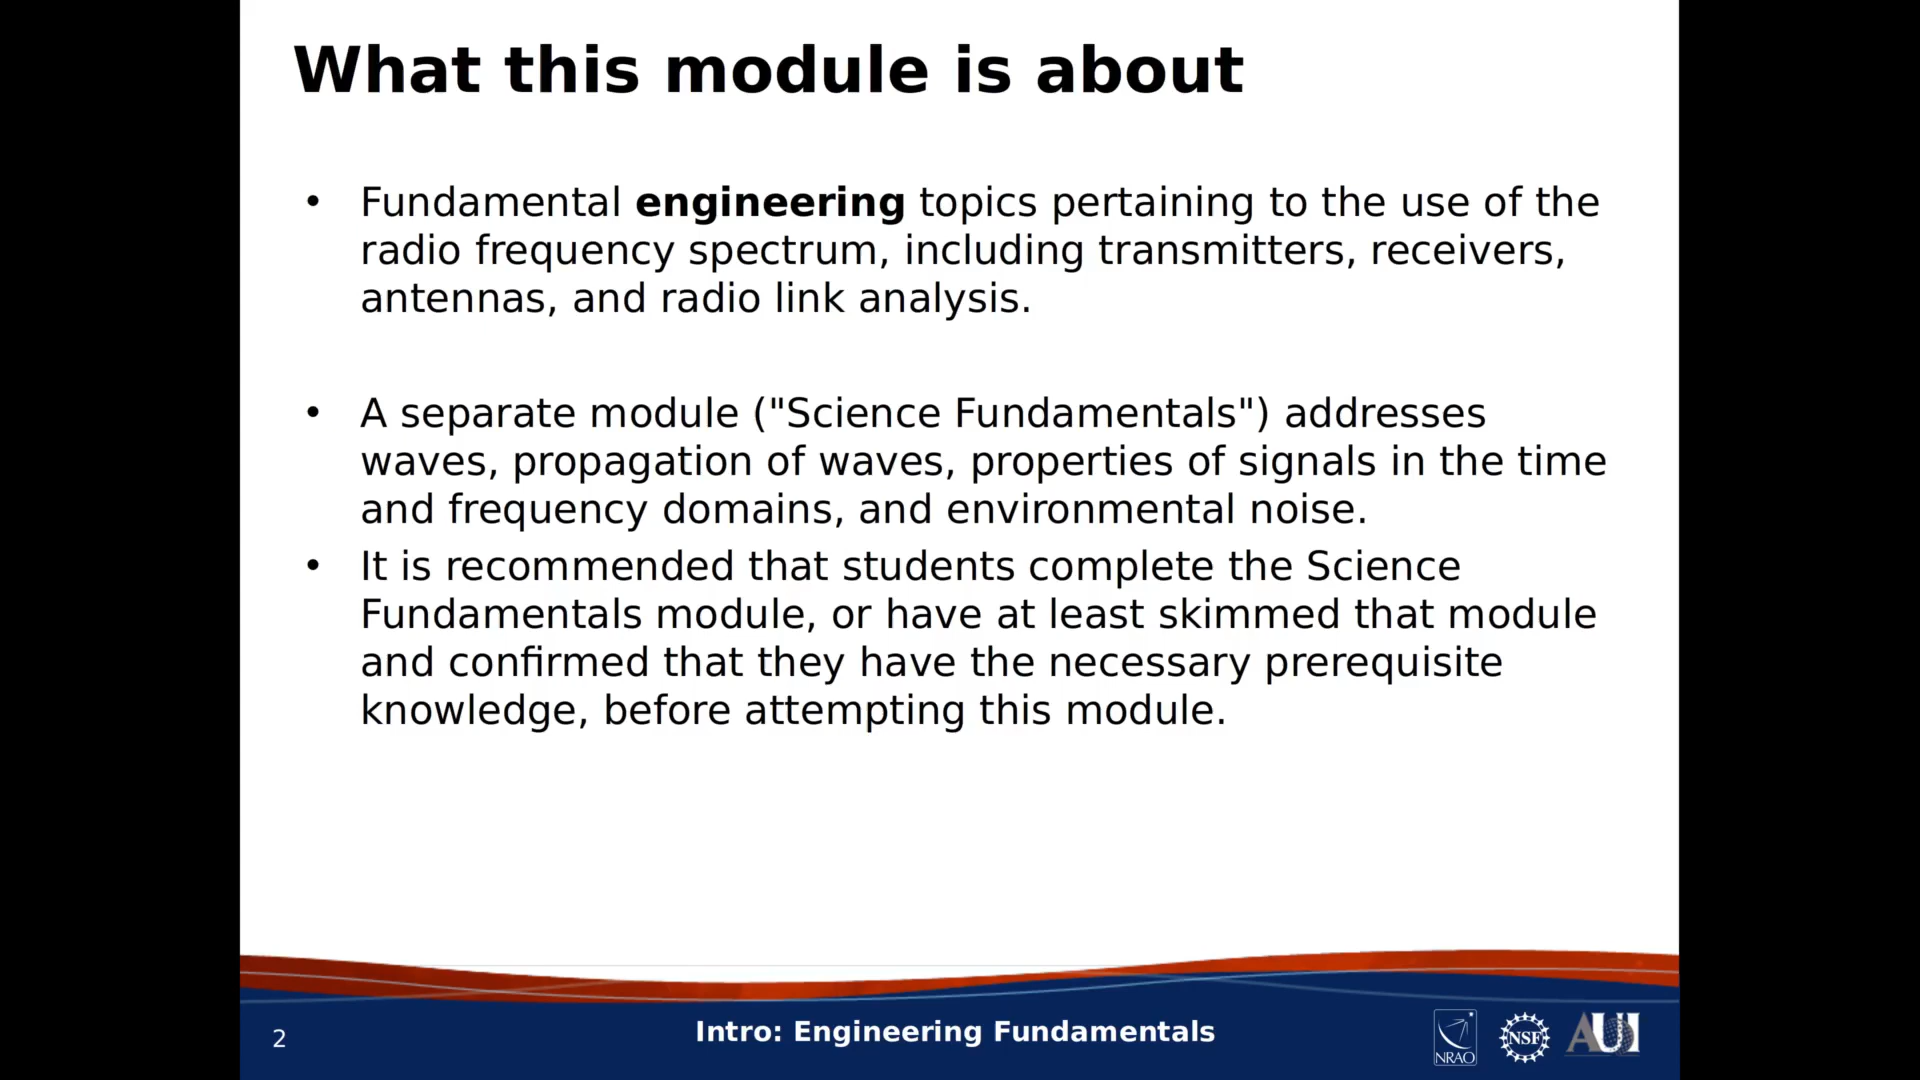 What this module is about
• Fundamental engineering topics pertaining to the use of the
radio frequency spectrum, including transmitters, receivers,
antennas, and radio link analysis.
• A separate module ("Science Fundamentals") addresses
waves, propagation of waves, properties of signals in the time
and frequency domains, and environmental noise.
• It is recommended that students complete the Science
Fundamentals module, or have at least skimmed that module
and confirmed that they have the necessary prerequisite
knowledge, before attempting this module.
2
Intro: Engineering Fundamentals
NRAO
NSF
AUI